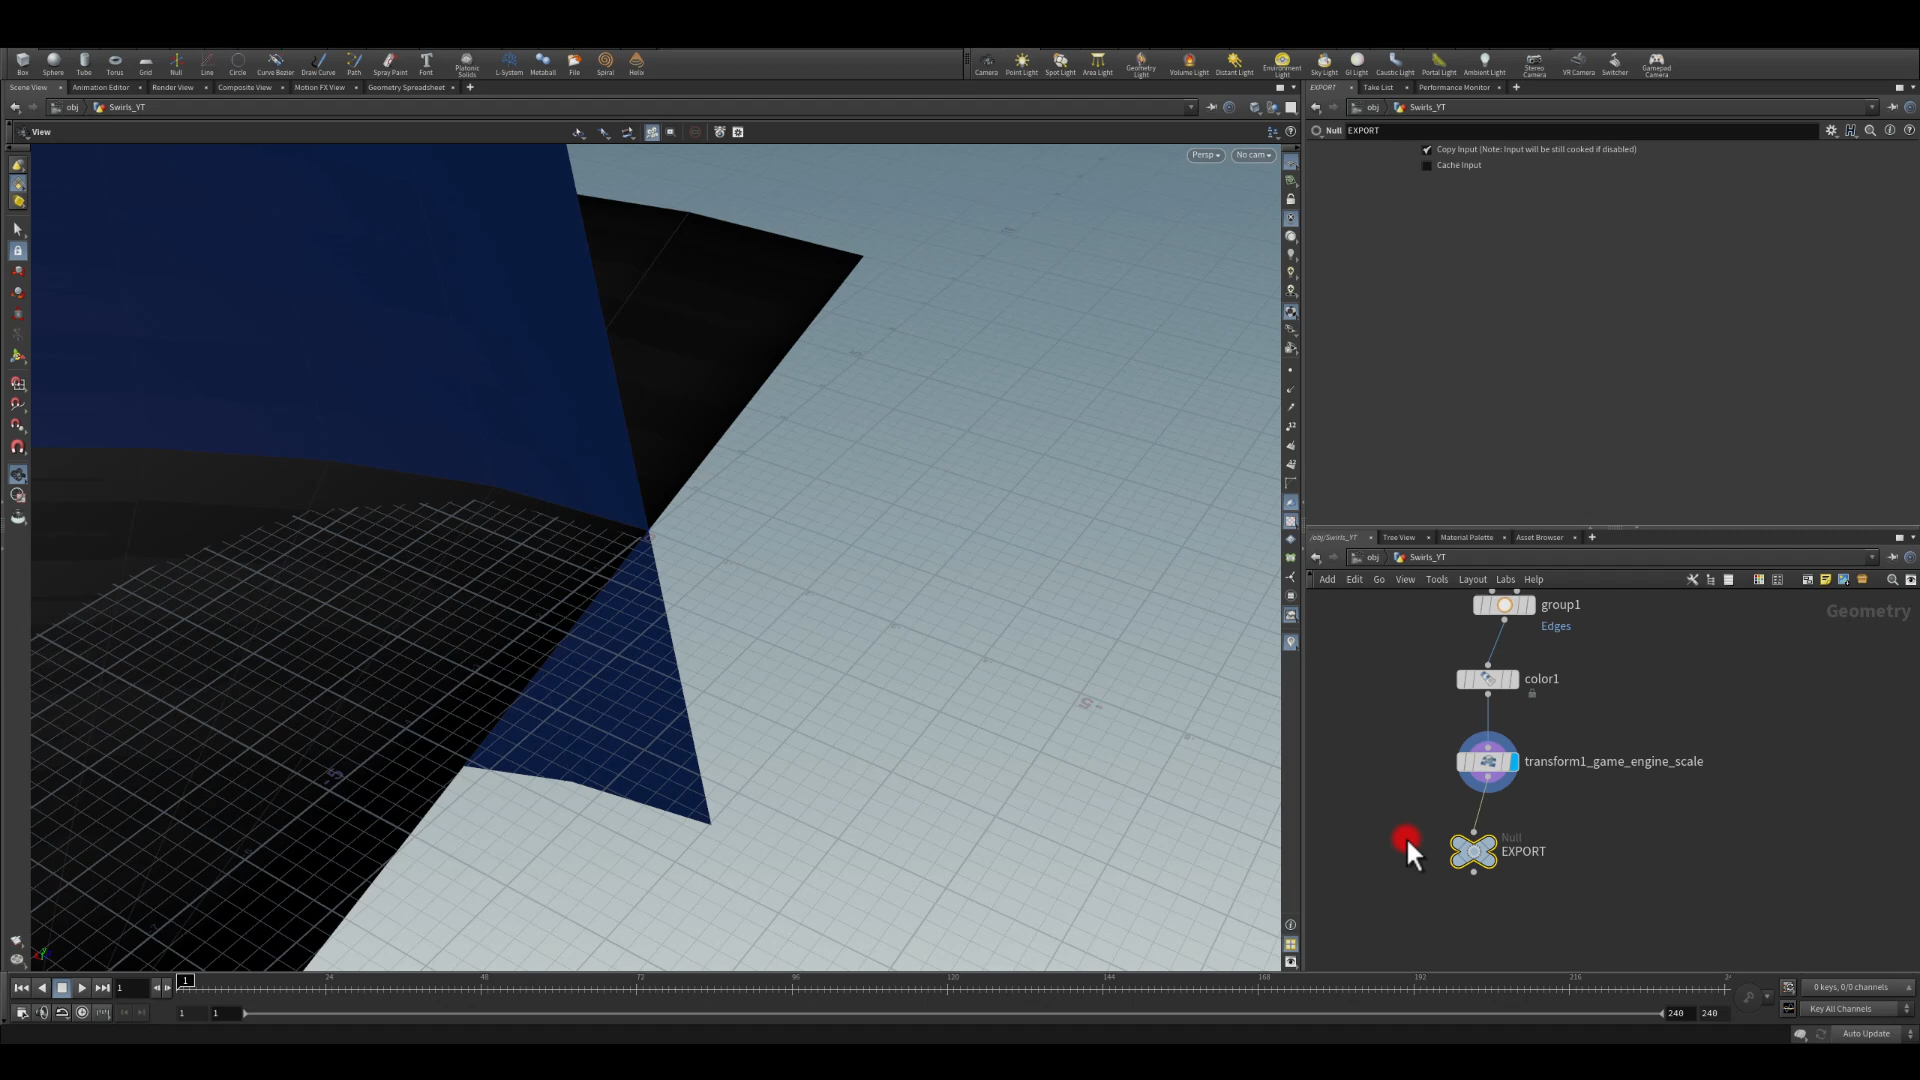 Box Sphere Tube Torus Grid Null Line Circle Curve Bezier Draw Curve Path Spray Paint Font Platonic Solids L-System Metaball File Spiral Helix
Camera Point Light Spot Light Area Light Geometry Light Volume Light Distant Light Environment Light Sky Light GI Light Caustic Light Portal Light Ambient Light Stereo Camera VR Camera Switcher Gamepad Camera
Scene View Animation Editor Render View Composite View Motion FX View Geometry Spreadsheet
EXPORT Take List Performance Monitor
obj Swirls_YT
obj Swirls_YT
View
Null EXPORT
Copy Input (Note: Input will be still cooked if disabled)
Cache Input
Persp No cam
/obj/Swirls_YT Tree View Material Palette Asset Browser
obj Swirls_YT
Add Edit Go View Tools Layout Labs Help
Geometry
group1
Edges
color1
transform1_game_engine_scale
Null
EXPORT
-5
-5
1 24 48 72 96 120 144 168 192 216
1
0 keys, 0/0 channels
1 1 240 240
Key All Channels
Auto Update